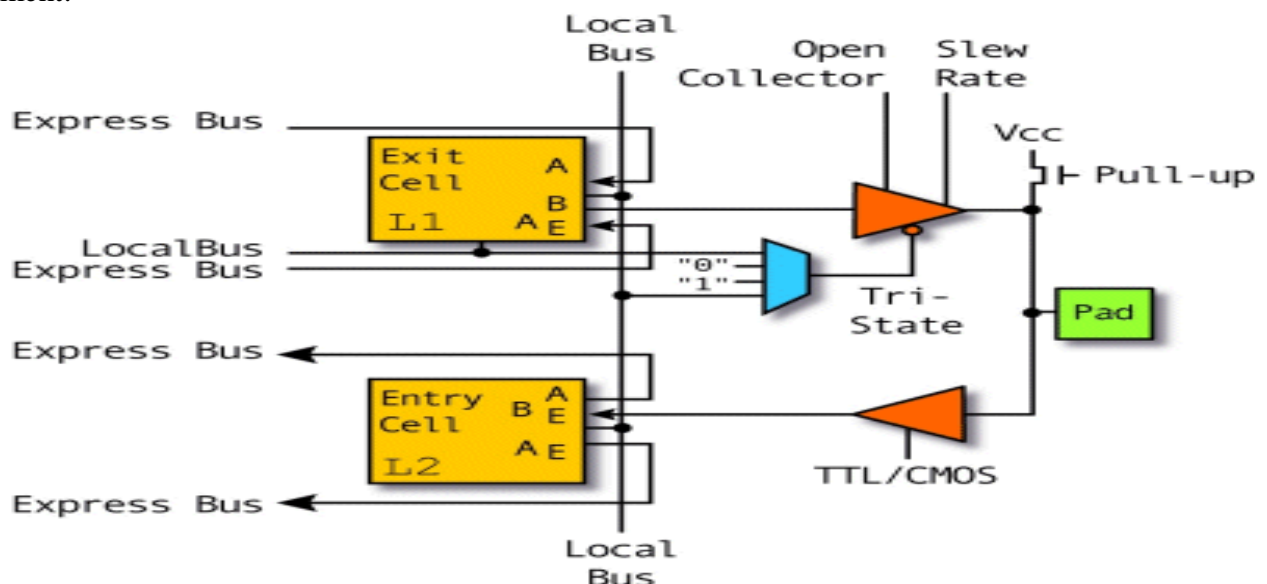 Local
Bus
Open
Collector
Slew
Rate
Express Bus
Vcc
Exit
Cell
L1
A
B
A E
Pull-up
LocalBus
Express Bus
"0"
"1"
Tri-
State
Pad
Express Bus
Entry
Cell
L2
A
B E
A E
TTL/CMOS
Express Bus
Local
Bus